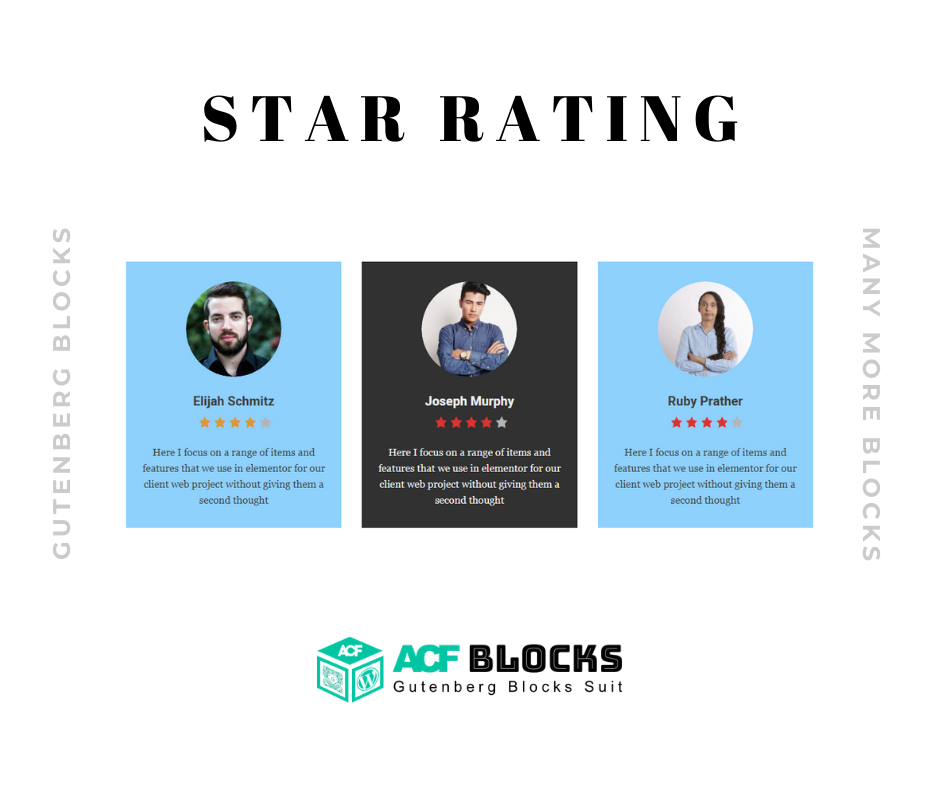 STAR RATING
GUTENBERG BLOCKS
MANY MORE BLOCKS
Elijah Schmitz
Here I focus on a range of items and
features that we use in elementor for our
client web project without giving them a
second thought
Joseph Murphy
Here I focus on a range of items and
features that we use in elementor for our
client web project without giving them a
second thought
Ruby Prather
Here I focus on a range of items and
features that we use in elementor for our
client web project without giving them a
second thought
ACF
ACF BLOCKS
Gutenberg Blocks Suit